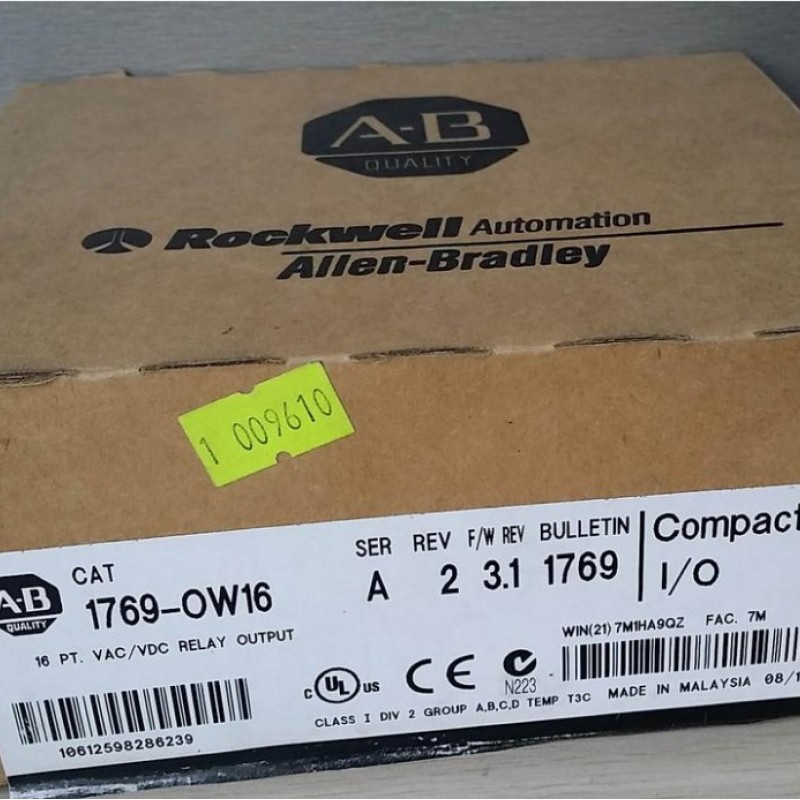 A-B
QUALITY
Rockwell Automation
Allen-Bradley
1 009610
A-B
QUALITY
CAT
1769-OW16
16 PT. VAC/VDC RELAY OUTPUT
SER REV F/W REV BULLETIN
A 2 3.1 1769
Compact
I/O
WIN(21) 7M1HA9QZ FAC. 7M
c UL US CE N223
CLASS I DIV 2 GROUP A,B,C,D TEMP T3C
MADE IN MALAYSIA 08/1
10612598286239